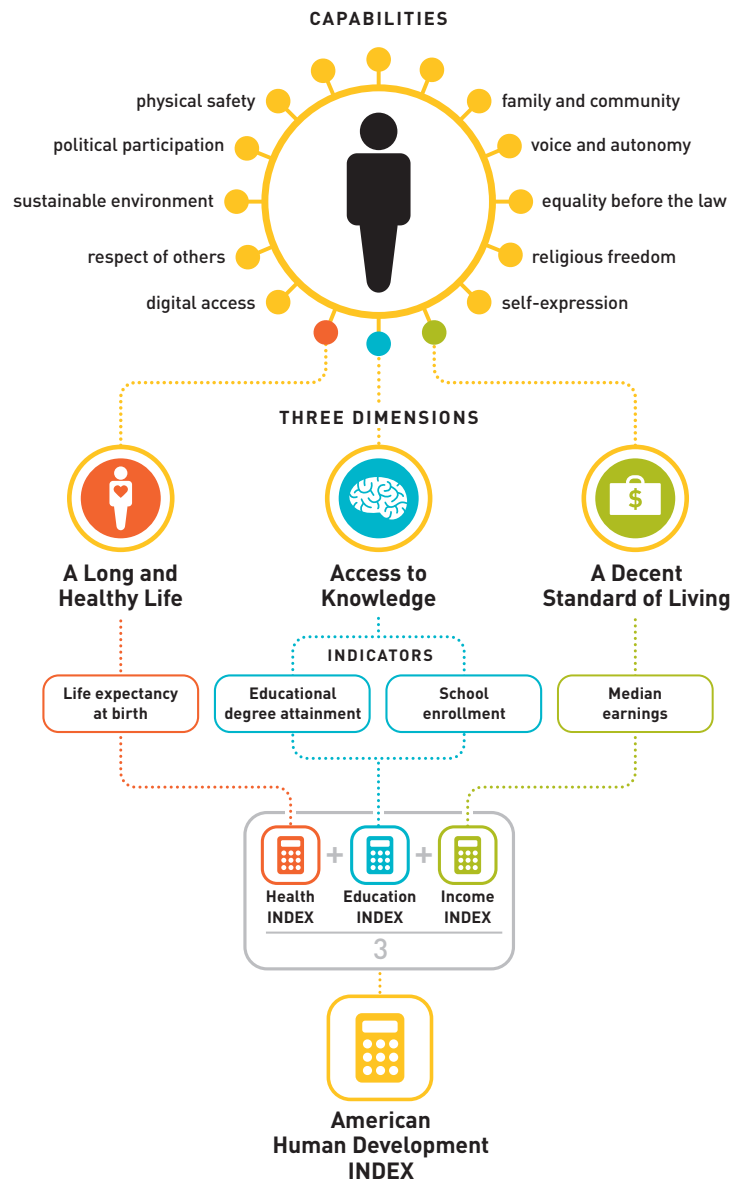 CAPABILITIES
physical safety
family and community
political participation
voice and autonomy
sustainable environment
equality before the law
respect of others
religious freedom
digital access
self-expression
THREE DIMENSIONS
$
A Long and
Healthy Life
Access to
Knowledge
A Decent
Standard of Living
INDICATORS
Life expectancy
at birth
Educational
degree attainment
School
enrollment
Median
earnings
+ +
Health
INDEX
Education
INDEX
Income
INDEX
3
American
Human Development
INDEX